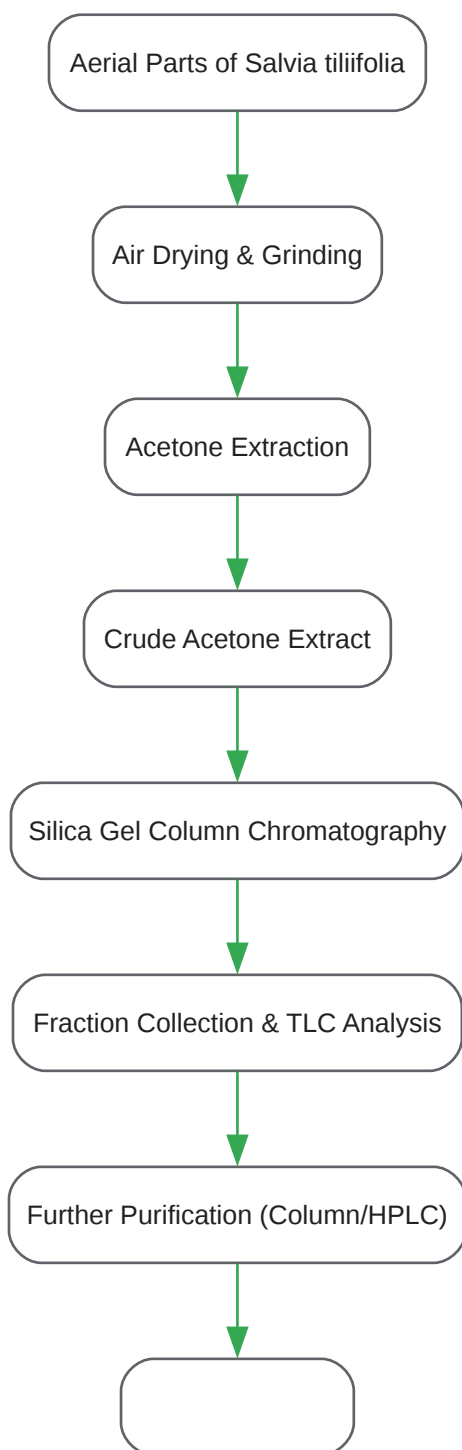 Aerial Parts of Salvia tiliifolia
Air Drying & Grinding
Acetone Extraction
Crude Acetone Extract
Silica Gel Column Chromatography
Fraction Collection & TLC Analysis
Further Purification (Column/HPLC)